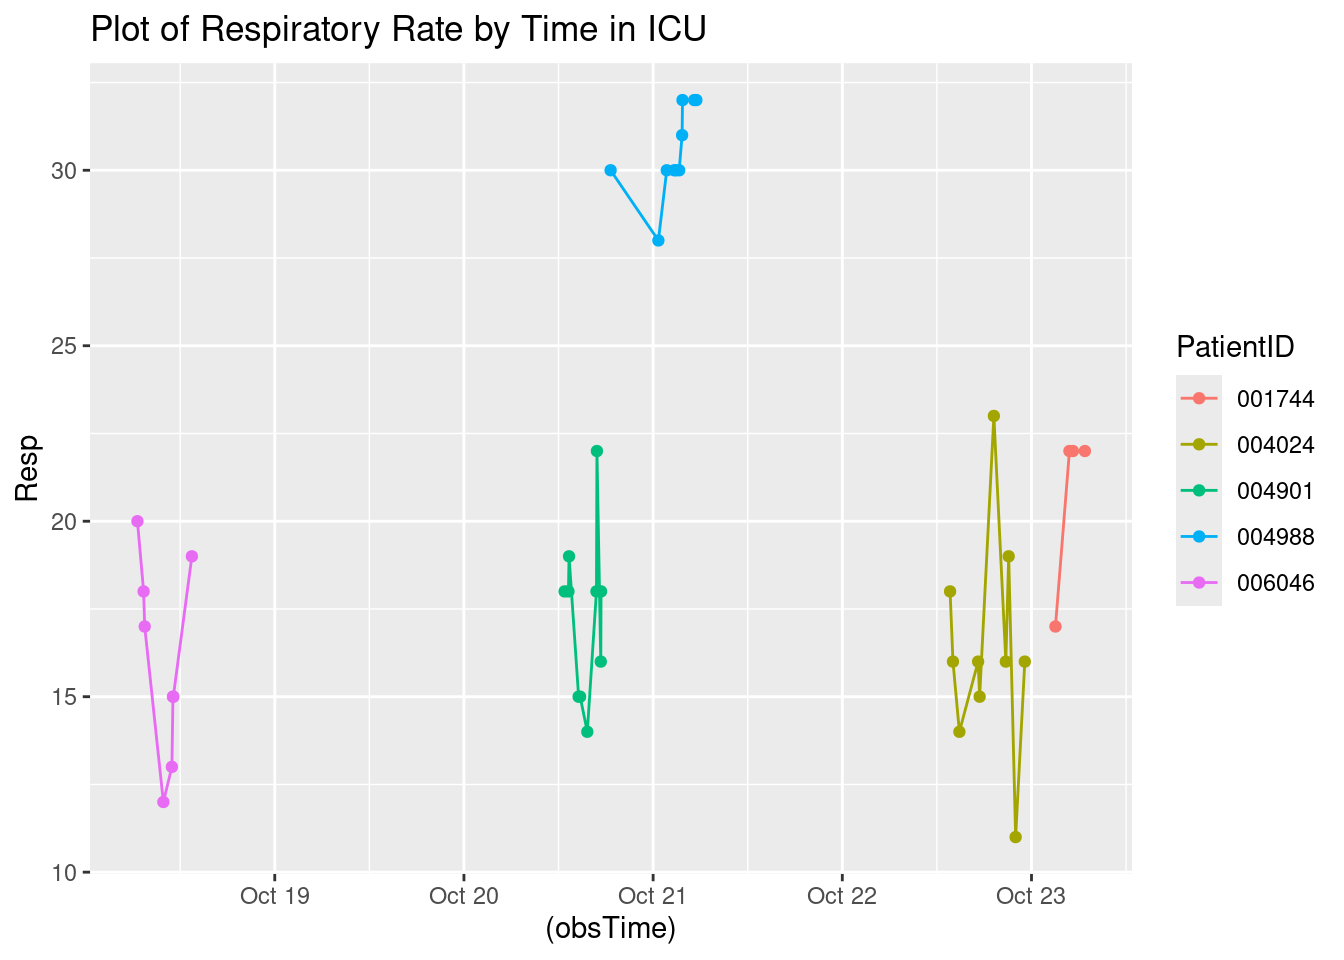 Plot of Respiratory Rate by Time in ICU
Resp
30
25
20
15
10
Oct 19
Oct 20
Oct 21
Oct 22
Oct 23
(obsTime)
PatientID
001744
004024
004901
004988
006046